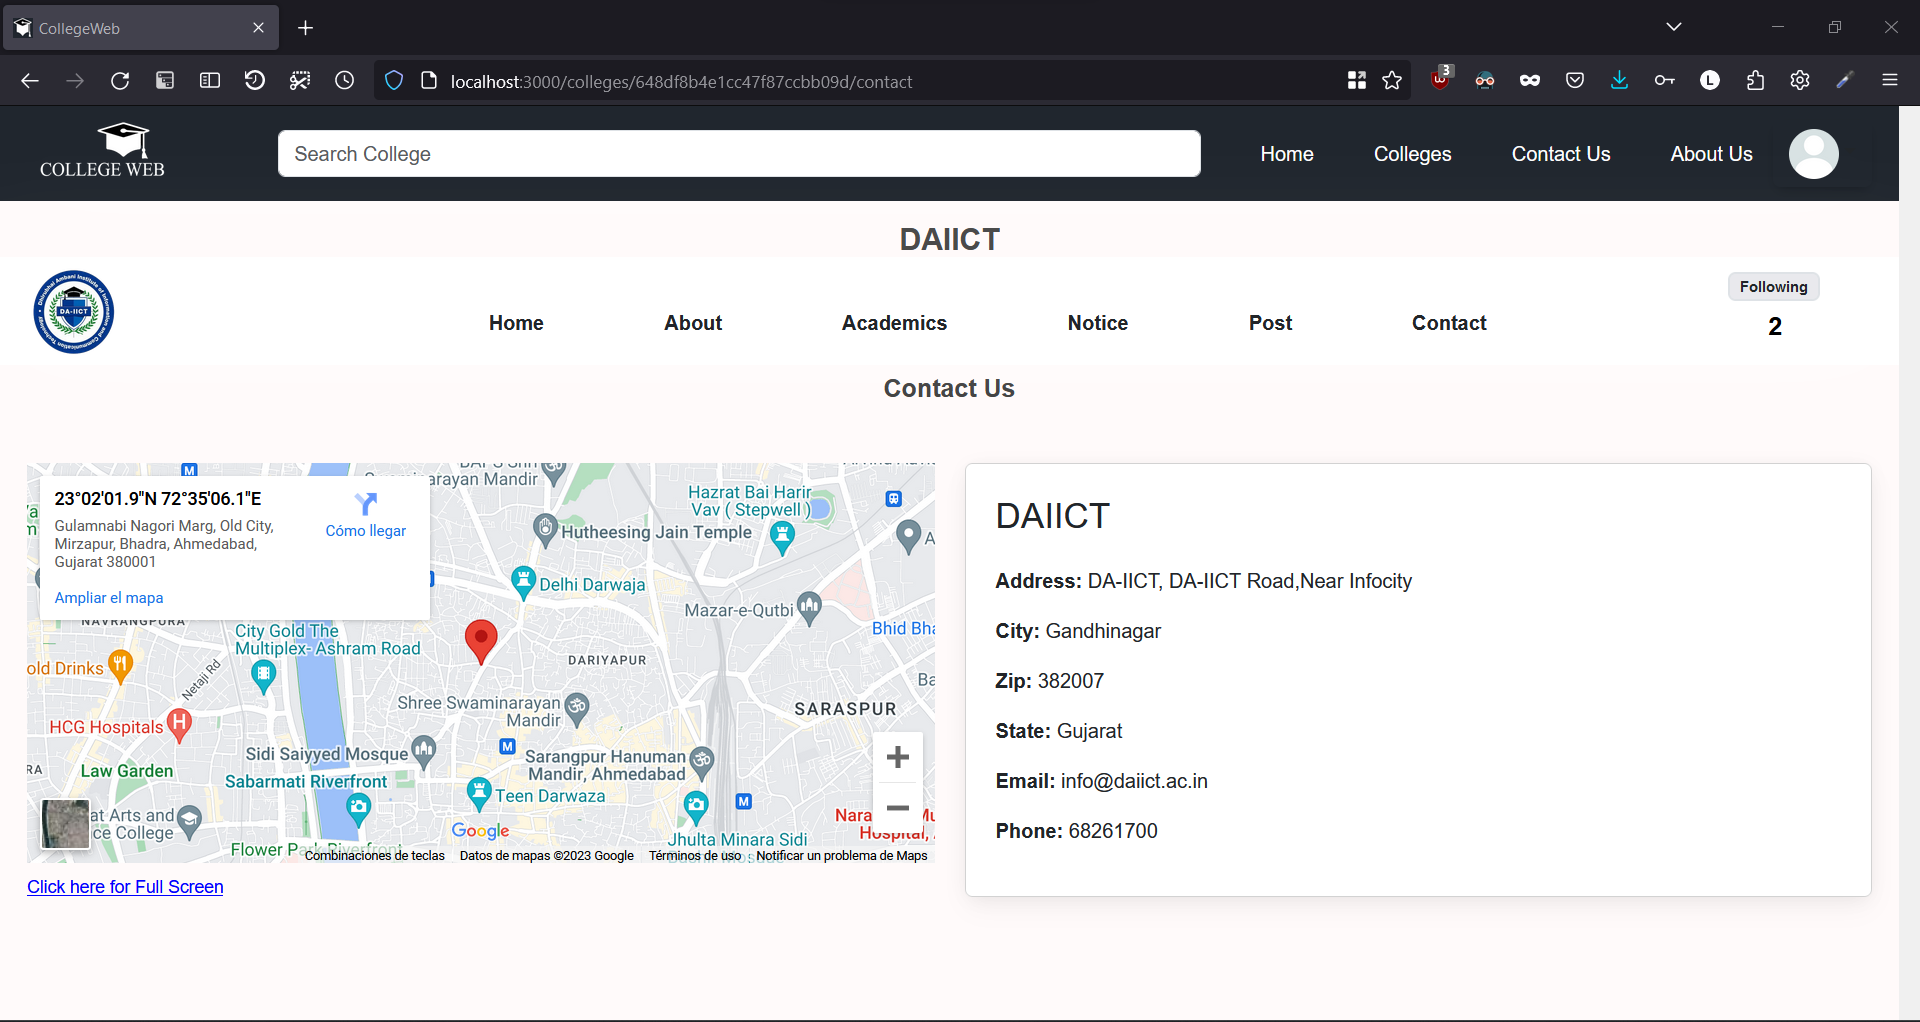 CollegeWeb
localhost:3000/colleges/648df8b4e1cc47f87ccbb09d/contact
3
L
COLLEGE WEB
Search College
Home
Colleges
Contact Us
About Us
DAIICT
DA-IICT
Home
About
Academics
Notice
Post
Contact
Following
2
Contact Us
23°02'01.9"N 72°35'06.1"E
Gulamnabi Nagori Marg, Old City,
Mirzapur, Bhadra, Ahmedabad,
Gujarat 380001
Cómo llegar
Ampliar el mapa
Hazrat Bai Harir
Vav ( Stepwell )
Hutheesing Jain Temple
Delhi Darwaja
Mazar-e-Qutbi
NAVRANGPURA
City Gold The
Multiplex- Ashram Road
DARIYAPUR
old Drinks
Netaji Rd
Shree Swaminarayan
Mandir
SARASPUR
HCG Hospitals
H
M
Sidi Saiyyed Mosque
Sarangpur Hanuman
Mandir, Ahmedabad
Law Garden
Sabarmati Riverfront
Teen Darwaza
M
at Arts and
ce College
Google
Jhulta Minara Sidi
Flower Park Riverfront
Combinaciones de teclas
Datos de mapas ©2023 Google
Términos de uso
Notificar un problema de Maps
Click here for Full Screen
DAIICT
Address: DA-IICT, DA-IICT Road,Near Infocity
City: Gandhinagar
Zip: 382007
State: Gujarat
Email: info@daiict.ac.in
Phone: 68261700